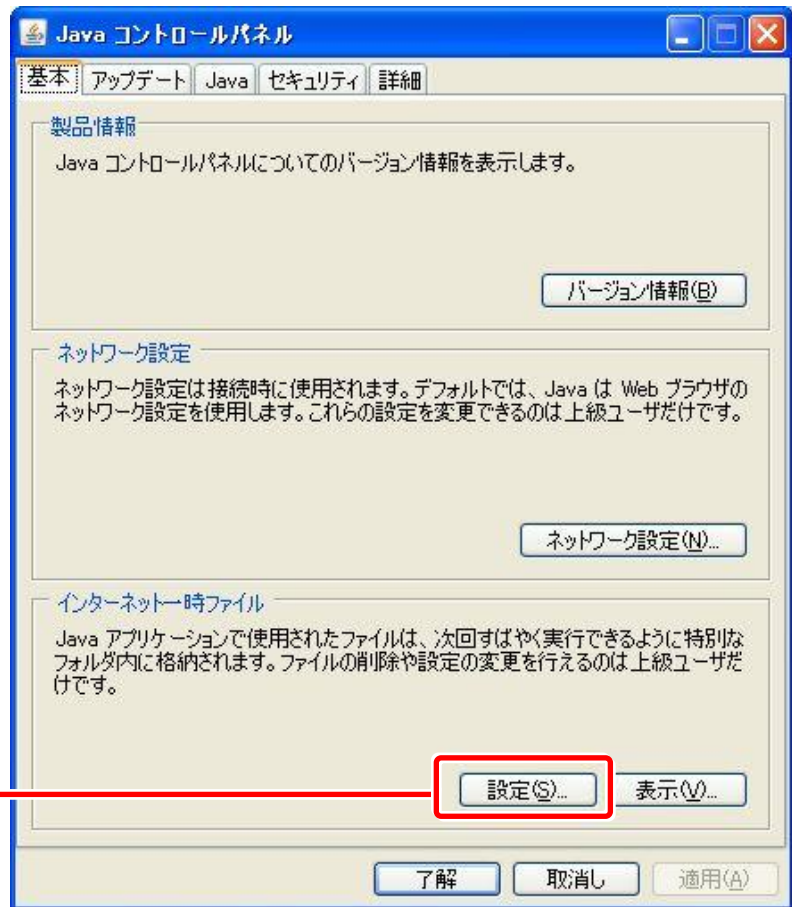 Java コントロールパネル
基本 アップデート Java セキュリティ 詳細
製品情報
Java コントロールパネルについてのバージョン情報を表示します。
バージョン情報(B)
ネットワーク設定
ネットワーク設定は接続時に使用されます。デフォルトでは、Java は Web ブラウザの
ネットワーク設定を使用します。これらの設定を変更できるのは上級ユーザだけです。
ネットワーク設定(N)...
インターネット一時ファイル
Java アプリケーションで使用されたファイルは、次回すばやく実行できるように特別な
フォルダ内に格納されます。ファイルの削除や設定の変更を行えるのは上級ユーザだ
けです。
設定(S)... 表示(V)...
了解 取消し 適用(A)